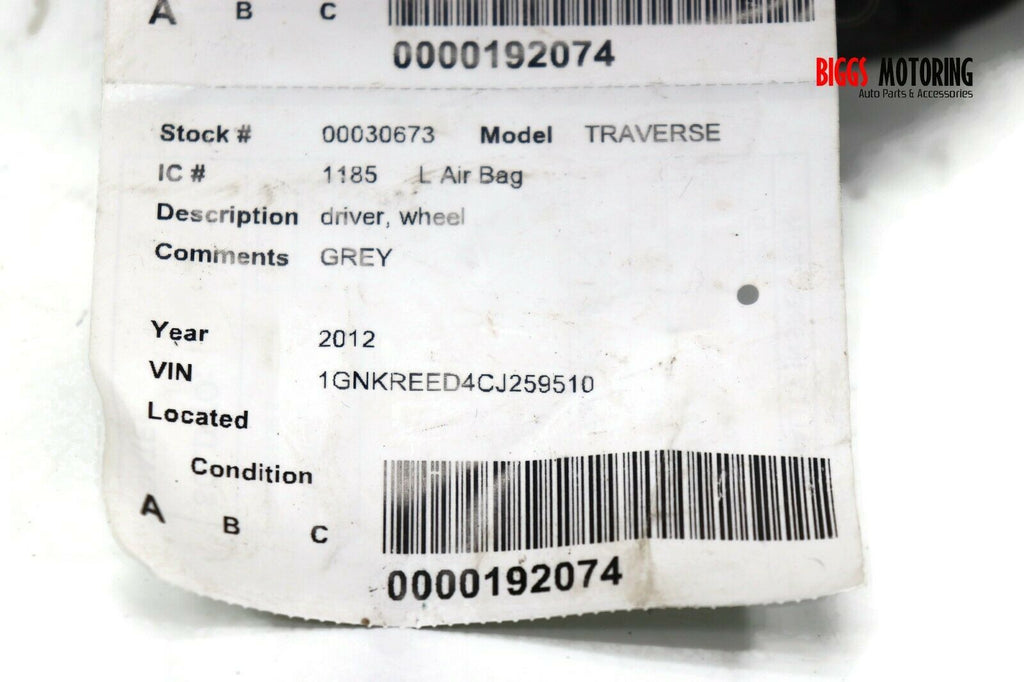 A B C
0000192074
BIGGS MOTORING
Auto Parts & Accessories
Stock # 00030673 Model TRAVERSE
IC # 1185 L Air Bag
Description driver, wheel
Comments GREY
Year 2012
VIN 1GNKREED4CJ259510
Located
Condition
A B C
0000192074